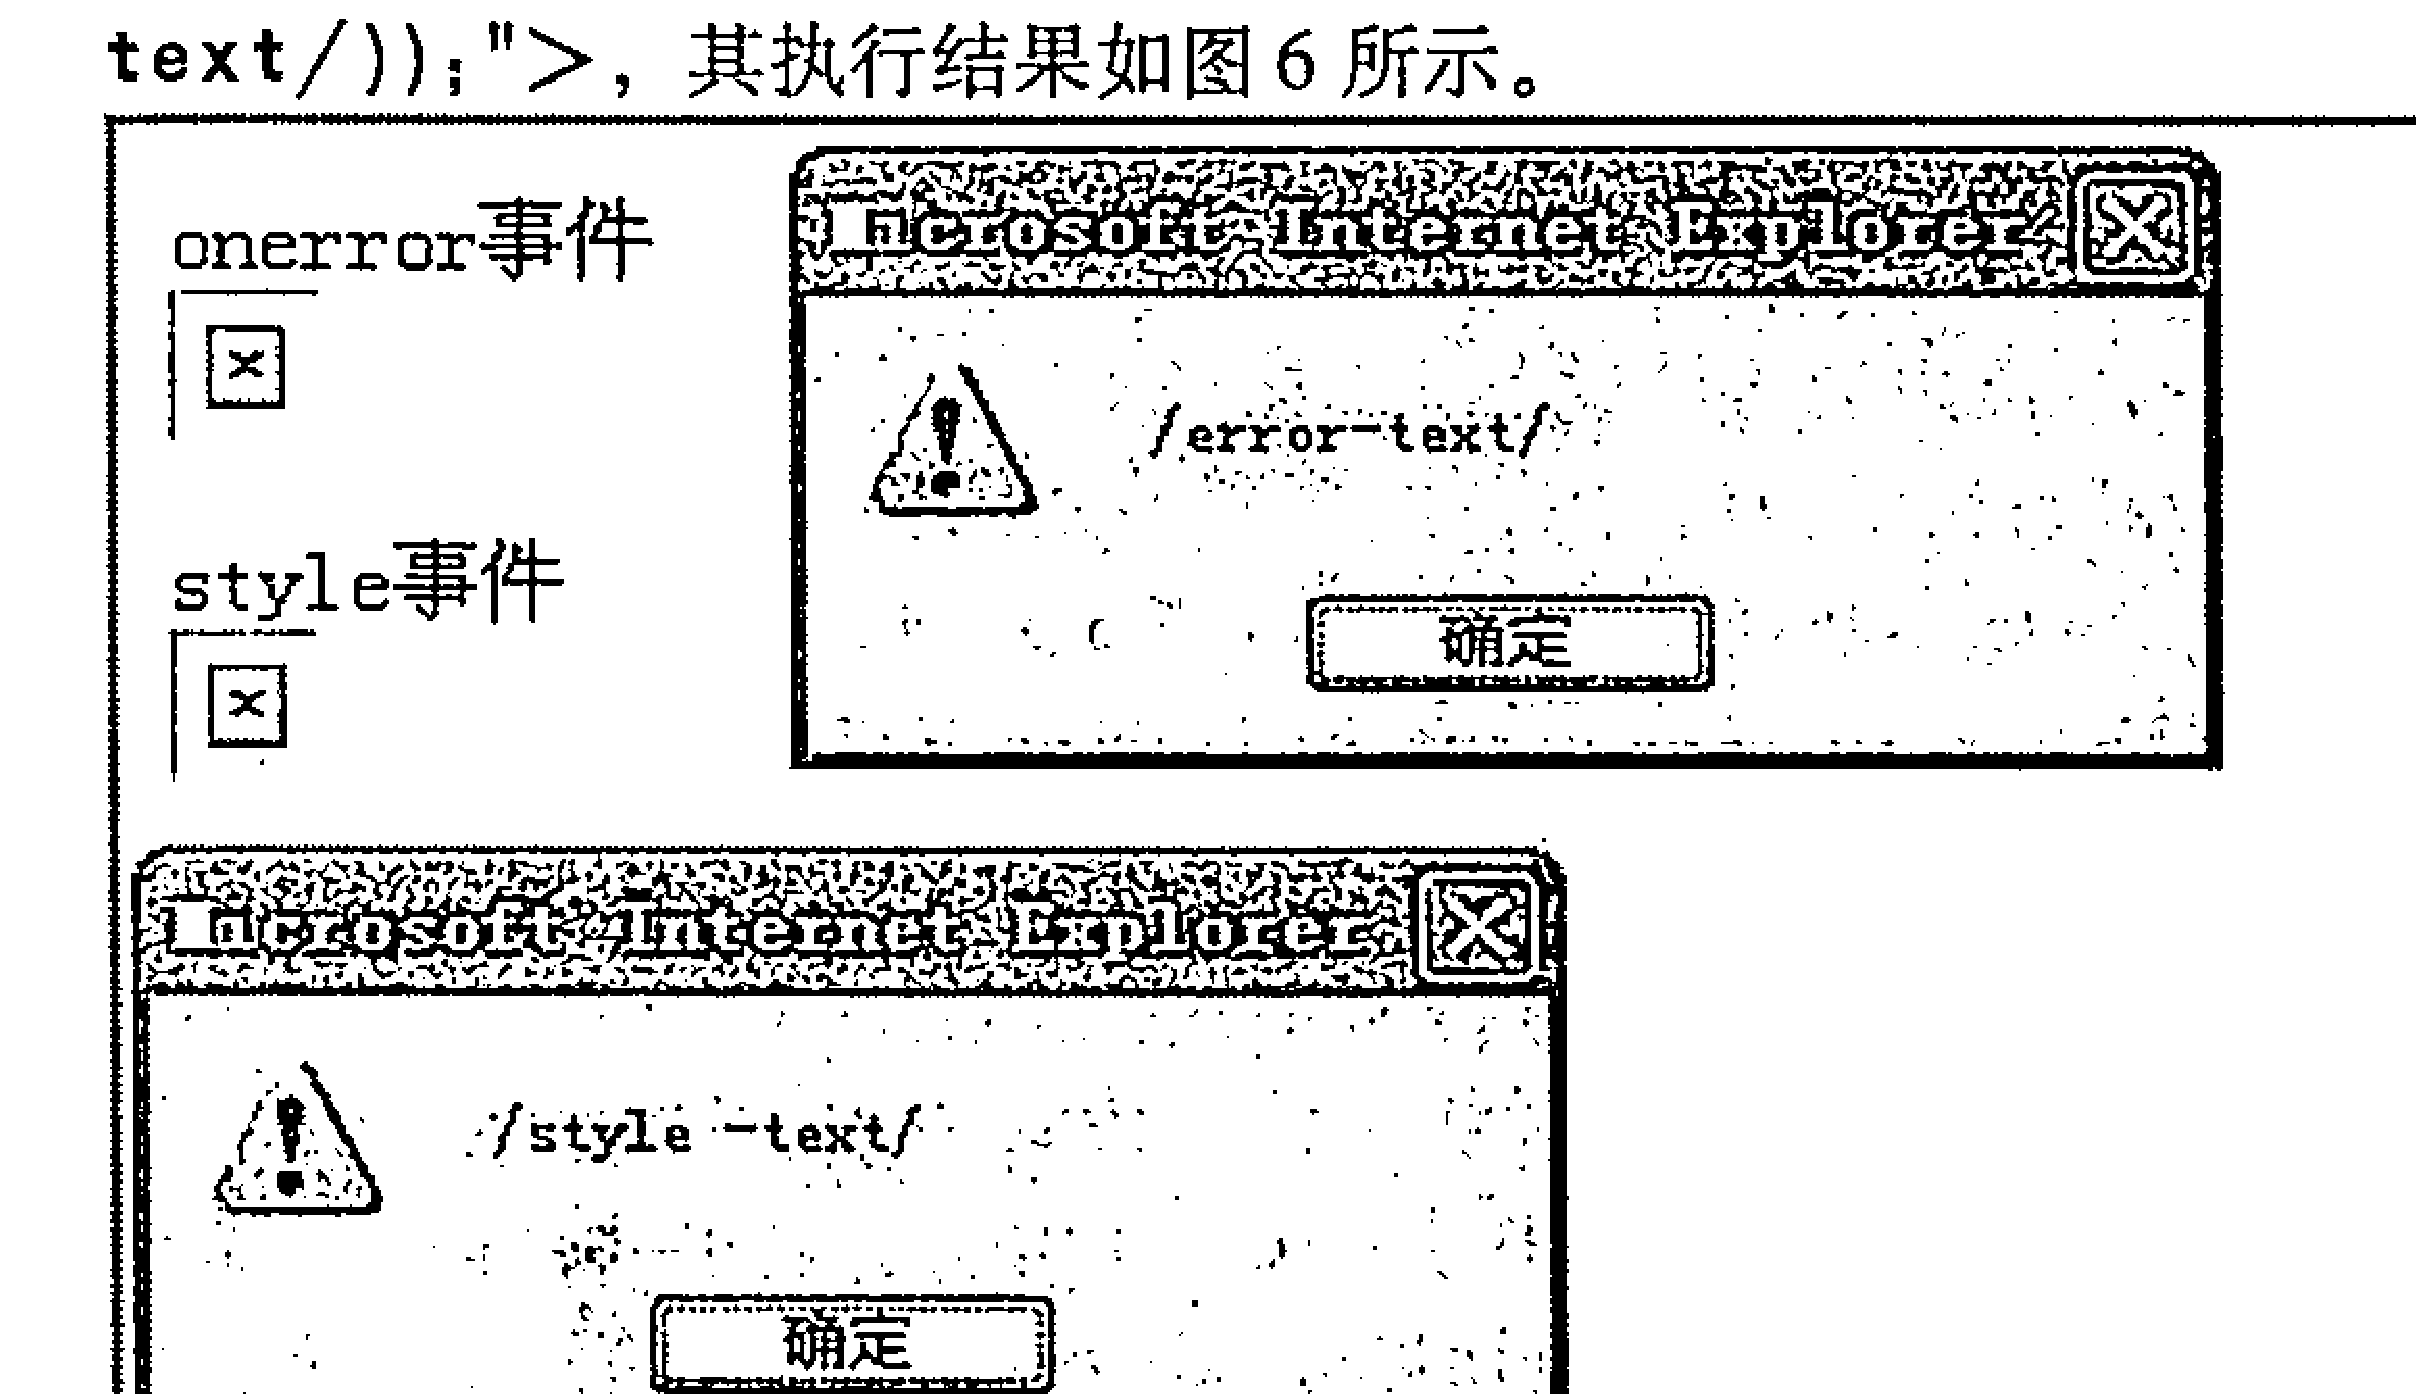 text/));">, 其执行结果如图 6 所示。
onerror事件
Microsoft Internet Explorer
/error-text/
确定
style事件
Microsoft Internet Explorer
/style -text/
确定